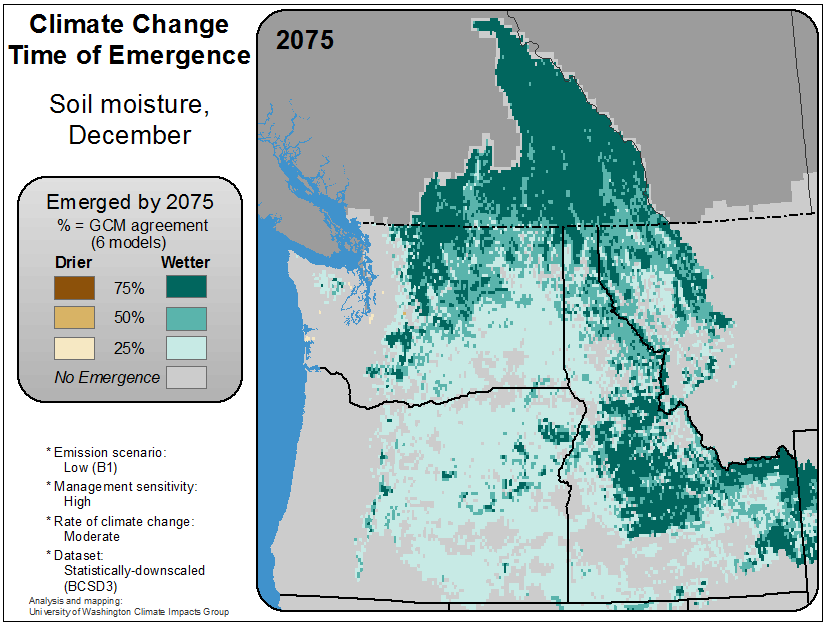 Climate Change
Time of Emergence
Soil moisture,
December
Emerged by 2075
% = GCM agreement
(6 models)
Drier Wetter
75%
50%
25%
No Emergence
* Emission scenario:
Low (B1)
* Management sensitivity:
High
* Rate of climate change:
Moderate
* Dataset:
Statistically-downscaled
(BCSD3)
Analysis and mapping:
University of Washington Climate Impacts Group
2075